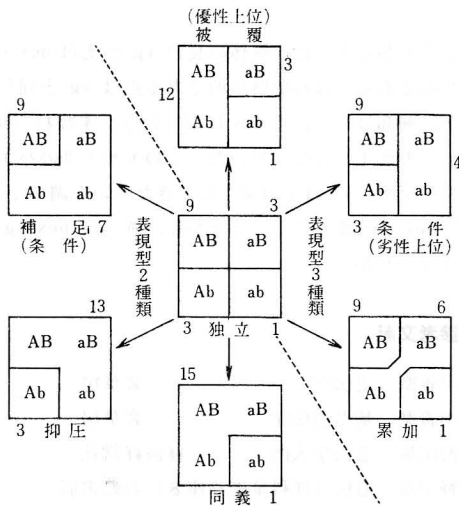 (優性上位)
被 覆
12 AB aB 3
Ab ab 1
9
AB aB
Ab ab
補 足 7
(条 件)
9
AB aB 4
Ab ab
3 条 件
(劣性上位)
表現型2種類
9 3
AB aB
Ab ab
3 独立 1
表現型3種類
13
AB aB
Ab ab
3 抑圧
9 6
AB aB
Ab ab
累加 1
15
AB aB
Ab ab
同義 1